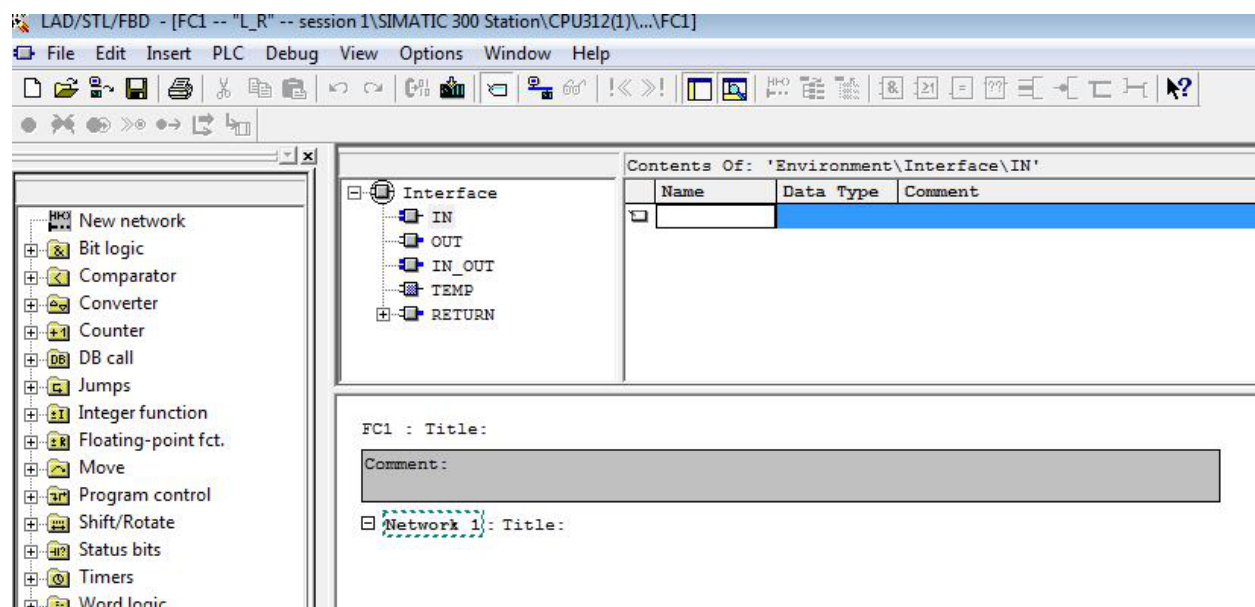 LAD/STL/FBD - [FC1 -- "L_R" -- session 1\SIMATIC 300 Station\CPU312(1)\...\FC1]
File Edit Insert PLC Debug View Options Window Help
New network
Bit logic
Comparator
Converter
Counter
DB call
Jumps
Integer function
Floating-point fct.
Move
Program control
Shift/Rotate
Status bits
Timers
Word logic
Interface
IN
OUT
IN_OUT
TEMP
RETURN
Contents Of: 'Environment\Interface\IN'
Name Data Type Comment
FC1 : Title:
Comment:
Network 1: Title: